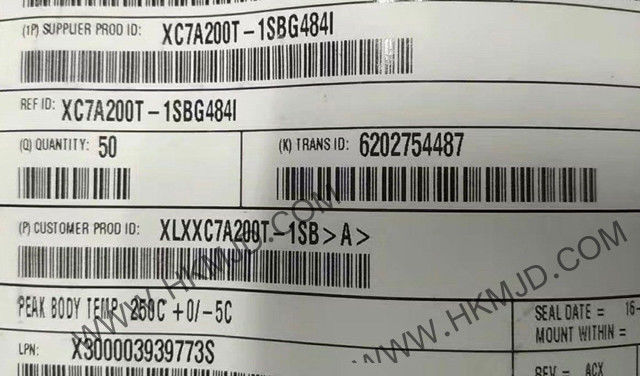 (1P) SUPPLIER PROD ID: XC7A200T-1SBG484I
REF ID: XC7A200T-1SBG484I
(Q) QUANTITY: 50
(K) TRANS ID: 6202754487
(P) CUSTOMER PROD ID: XLXXC7A200T-1SB>A>
PEAK BODY TEMP 250C +0/-5C
SEAL DATE = 16-
MOUNT WITHIN =
LPN: X300003939773S
REV = ACX
WWW.HKMJD.COM
WWW.HKMJD.COM